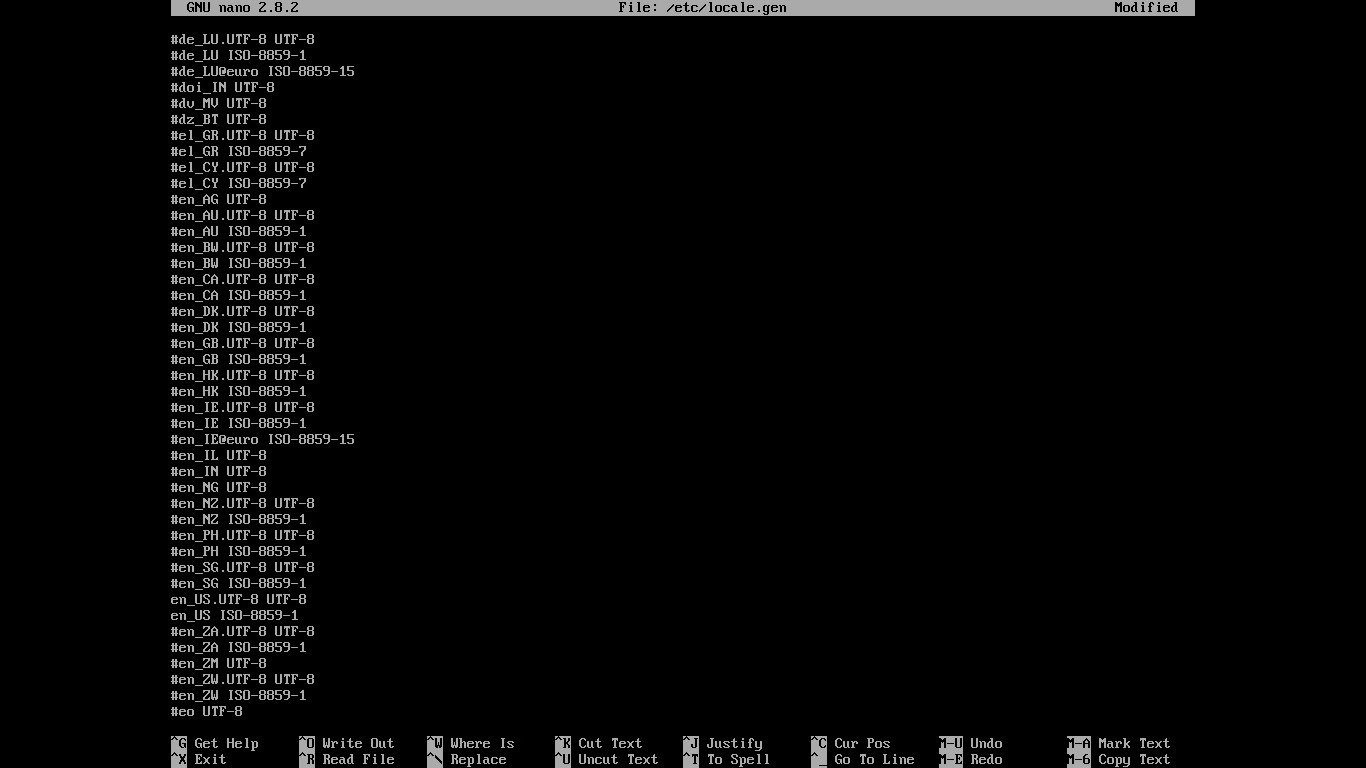 GNU nano 2.8.2 File: /etc/locale.gen Modified
#de_LU.UTF-8 UTF-8
#de_LU ISO-8859-1
#de_LU@euro ISO-8859-15
#doi_IN UTF-8
#dv_MV UTF-8
#dz_BT UTF-8
#el_GR.UTF-8 UTF-8
#el_GR ISO-8859-7
#el_CY.UTF-8 UTF-8
#el_CY ISO-8859-7
#en_AG UTF-8
#en_AU.UTF-8 UTF-8
#en_AU ISO-8859-1
#en_BW.UTF-8 UTF-8
#en_BW ISO-8859-1
#en_CA.UTF-8 UTF-8
#en_CA ISO-8859-1
#en_DK.UTF-8 UTF-8
#en_DK ISO-8859-1
#en_GB.UTF-8 UTF-8
#en_GB ISO-8859-1
#en_HK.UTF-8 UTF-8
#en_HK ISO-8859-1
#en_IE.UTF-8 UTF-8
#en_IE ISO-8859-1
#en_IE@euro ISO-8859-15
#en_IL UTF-8
#en_IN UTF-8
#en_NG UTF-8
#en_NZ.UTF-8 UTF-8
#en_NZ ISO-8859-1
#en_PH.UTF-8 UTF-8
#en_PH ISO-8859-1
#en_SG.UTF-8 UTF-8
#en_SG ISO-8859-1
en_US.UTF-8 UTF-8
en_US ISO-8859-1
#en_ZA.UTF-8 UTF-8
#en_ZA ISO-8859-1
#en_ZM UTF-8
#en_ZW.UTF-8 UTF-8
#en_ZW ISO-8859-1
#eo UTF-8
^G Get Help ^O Write Out ^W Where Is ^K Cut Text ^J Justify ^C Cur Pos M-U Undo M-A Mark Text
^X Exit ^R Read File ^\ Replace ^U Uncut Text ^T To Spell ^_ Go To Line M-E Redo M-6 Copy Text